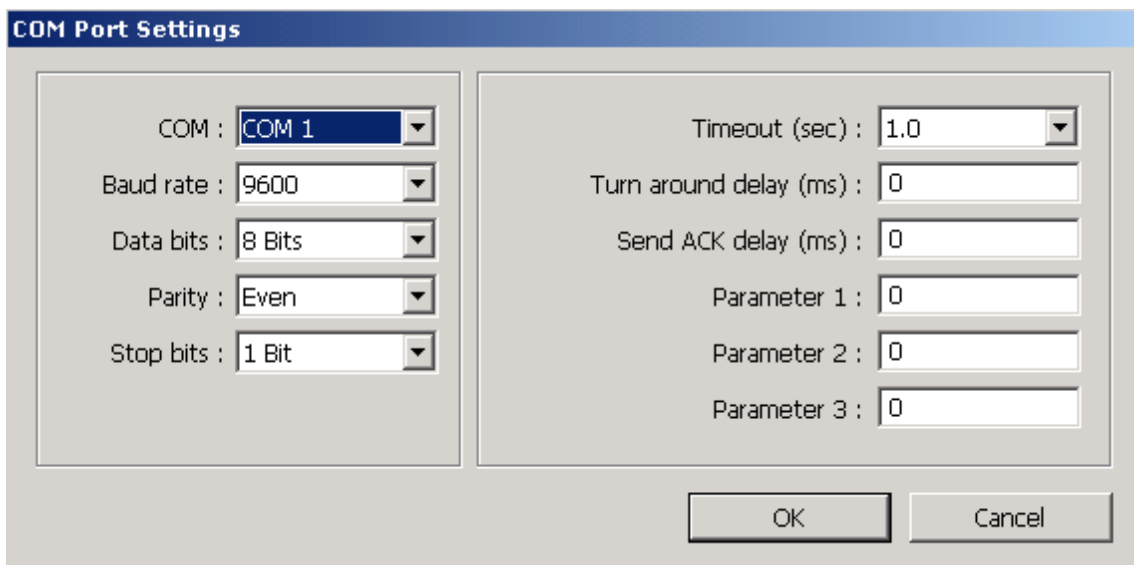 COM Port Settings
COM : COM 1
Baud rate : 9600
Data bits : 8 Bits
Parity : Even
Stop bits : 1 Bit
Timeout (sec) : 1.0
Turn around delay (ms) : 0
Send ACK delay (ms) : 0
Parameter 1 : 0
Parameter 2 : 0
Parameter 3 : 0
OK Cancel